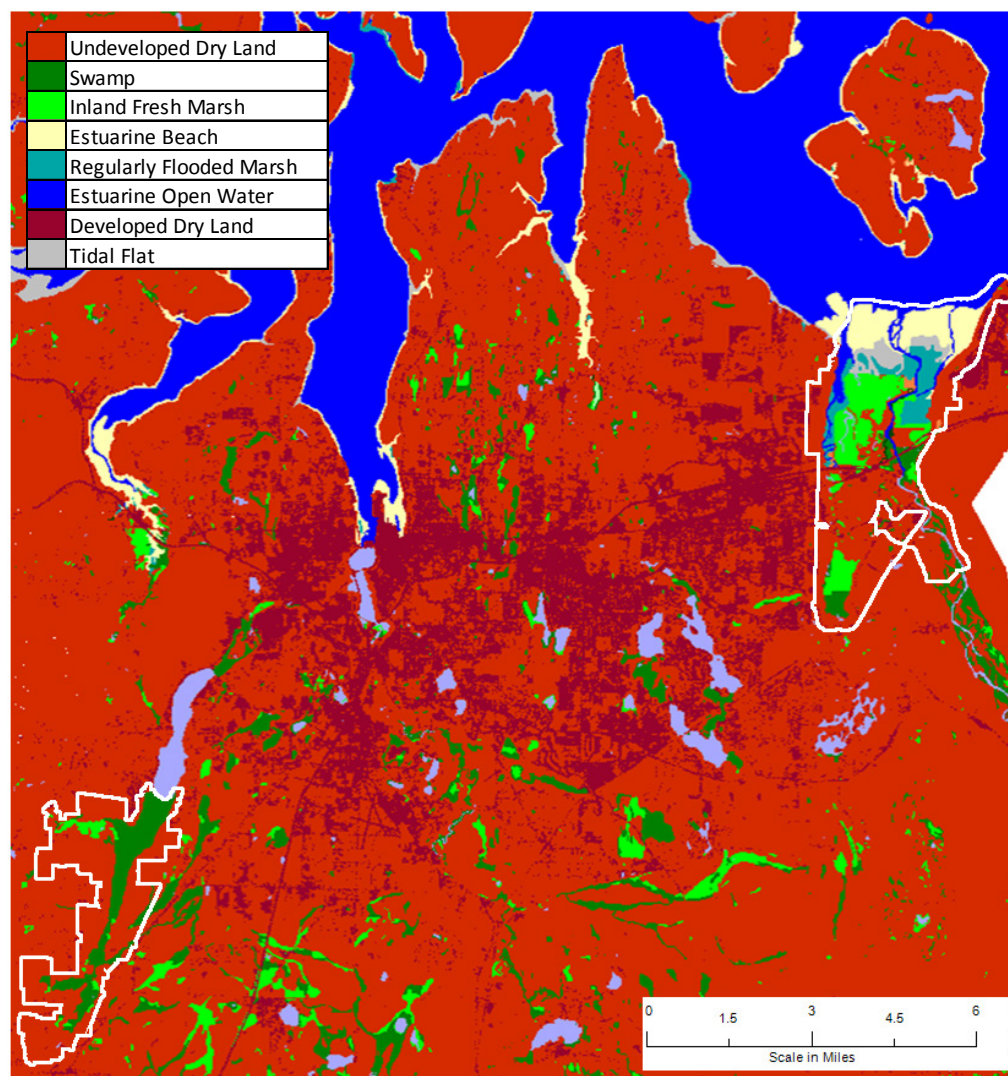 Undeveloped Dry Land
Swamp
Inland Fresh Marsh
Estuarine Beach
Regularly Flooded Marsh
Estuarine Open Water
Developed Dry Land
Tidal Flat
0 1.5 3 4.5 6
Scale in Miles